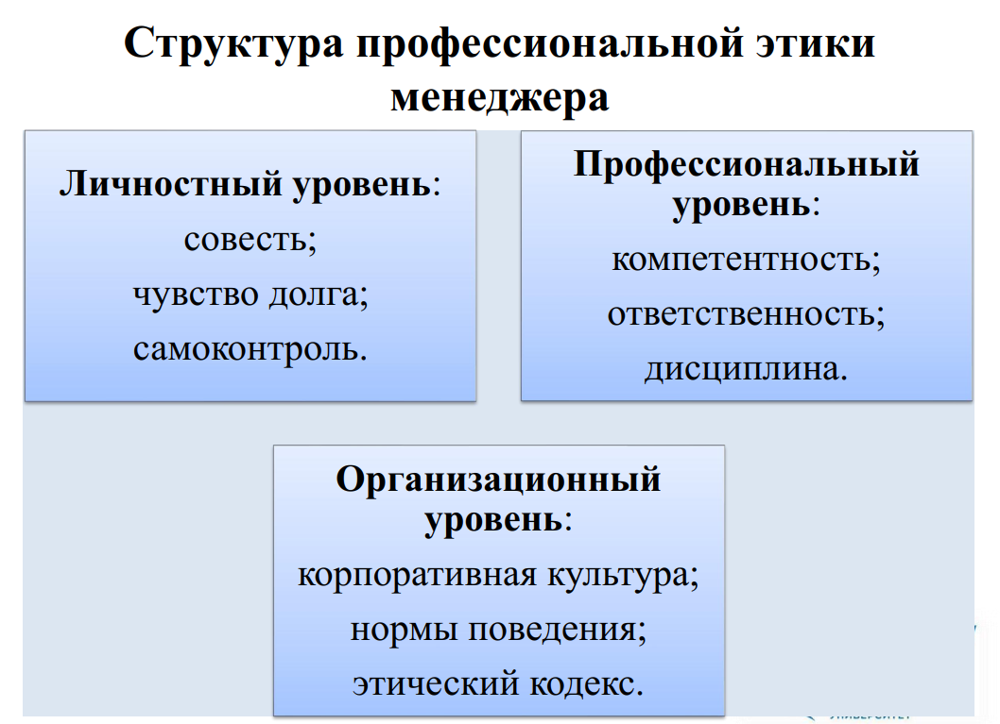 Структура профессиональной этики
менеджера
Личностный уровень:
совесть;
чувство долга;
самоконтроль.
Профессиональный
уровень:
компетентность;
ответственность;
дисциплина.
Организационный
уровень:
корпоративная культура;
нормы поведения;
этический кодекс.